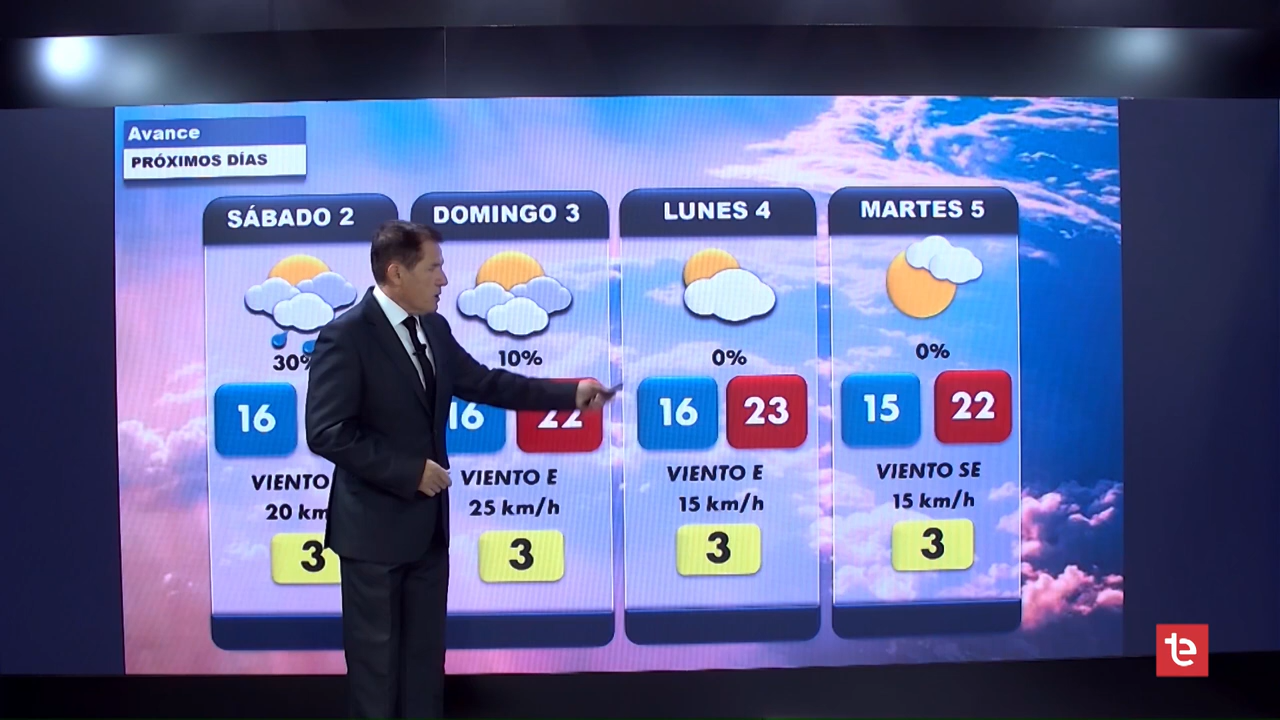 Avance
PRÓXIMOS DÍAS
SÁBADO 2
30%
16
VIENTO
20 km
3
DOMINGO 3
10%
16
22
VIENTO E
25 km/h
3
LUNES 4
0%
16
23
VIENTO E
15 km/h
3
MARTES 5
0%
15
22
VIENTO SE
15 km/h
3
te